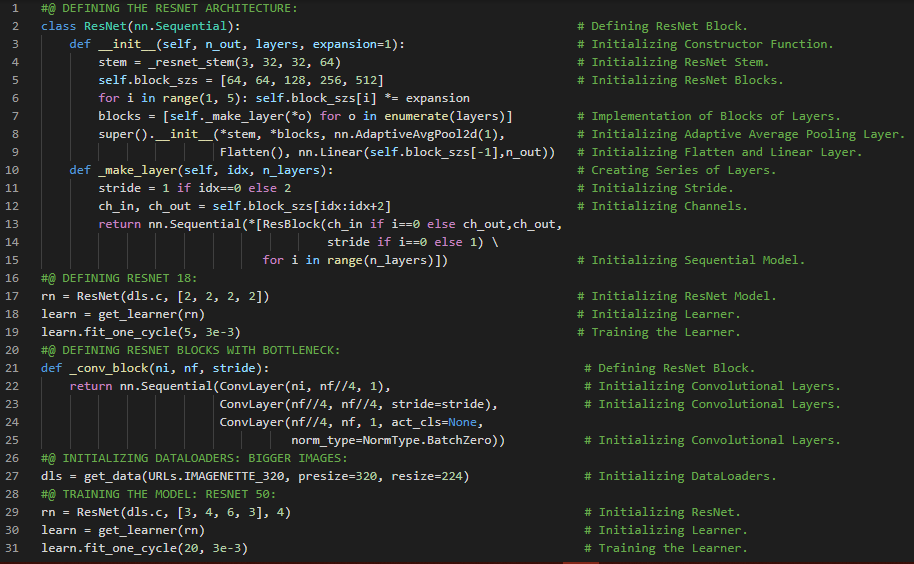 1 #@ DEFINING THE RESNET ARCHITECTURE:
2 class ResNet(nn.Sequential): # Defining ResNet Block.
3 def __init__(self, n_out, layers, expansion=1): # Initializing Constructor Function.
4 stem = _resnet_stem(3, 32, 32, 64) # Initializing ResNet Stem.
5 self.block_szs = [64, 64, 128, 256, 512] # Initializing ResNet Blocks.
6 for i in range(1, 5): self.block_szs[i] *= expansion
7 blocks = [self._make_layer(*o) for o in enumerate(layers)] # Implementation of Blocks of Layers.
8 super().__init__(*stem, *blocks, nn.AdaptiveAvgPool2d(1), # Initializing Adaptive Average Pooling Layer.
9 Flatten(), nn.Linear(self.block_szs[-1],n_out)) # Initializing Flatten and Linear Layer.
10 def _make_layer(self, idx, n_layers): # Creating Series of Layers.
11 stride = 1 if idx==0 else 2 # Initializing Stride.
12 ch_in, ch_out = self.block_szs[idx:idx+2] # Initializing Channels.
13 return nn.Sequential(*[ResBlock(ch_in if i==0 else ch_out,ch_out,
14 stride if i==0 else 1) \
15 for i in range(n_layers)]) # Initializing Sequential Model.
16 #@ DEFINING RESNET 18:
17 rn = ResNet(dls.c, [2, 2, 2, 2]) # Initializing ResNet Model.
18 learn = get_learner(rn) # Initializing Learner.
19 learn.fit_one_cycle(5, 3e-3) # Training the Learner.
20 #@ DEFINING RESNET BLOCKS WITH BOTTLENECK:
21 def _conv_block(ni, nf, stride): # Defining ResNet Block.
22 return nn.Sequential(ConvLayer(ni, nf//4, 1), # Initializing Convolutional Layers.
23 ConvLayer(nf//4, nf//4, stride=stride), # Initializing Convolutional Layers.
24 ConvLayer(nf//4, nf, 1, act_cls=None,
25 norm_type=NormType.BatchZero)) # Initializing Convolutional Layers.
26 #@ INITIALIZING DATALOADERS: BIGGER IMAGES:
27 dls = get_data(URLs.IMAGENETTE_320, presize=320, resize=224) # Initializing DataLoaders.
28 #@ TRAINING THE MODEL: RESNET 50:
29 rn = ResNet(dls.c, [3, 4, 6, 3], 4) # Initializing ResNet.
30 learn = get_learner(rn) # Initializing Learner.
31 learn.fit_one_cycle(20, 3e-3) # Training the Learner.